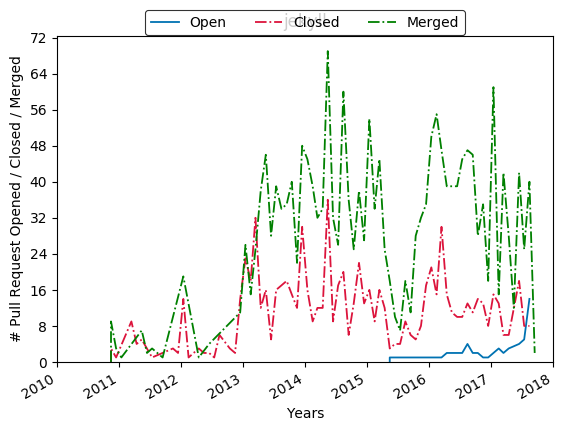 jekyll
Open Closed Merged
# Pull Request Opened / Closed / Merged
72
64
56
48
40
32
24
16
8
0
2010 2011 2012 2013 2014 2015 2016 2017 2018
Years